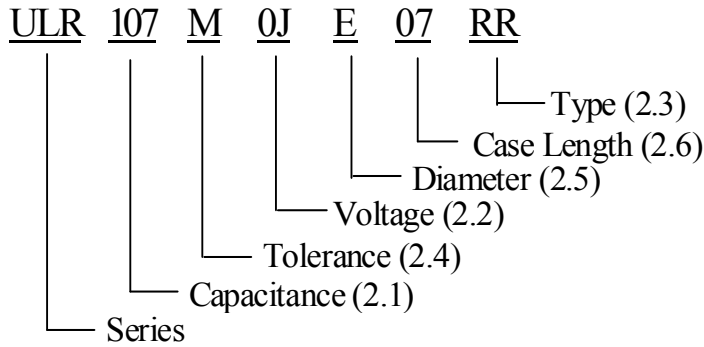 ULR 107 M 0J E 07 RR
Type (2.3)
Case Length (2.6)
Diameter (2.5)
Voltage (2.2)
Tolerance (2.4)
Capacitance (2.1)
Series